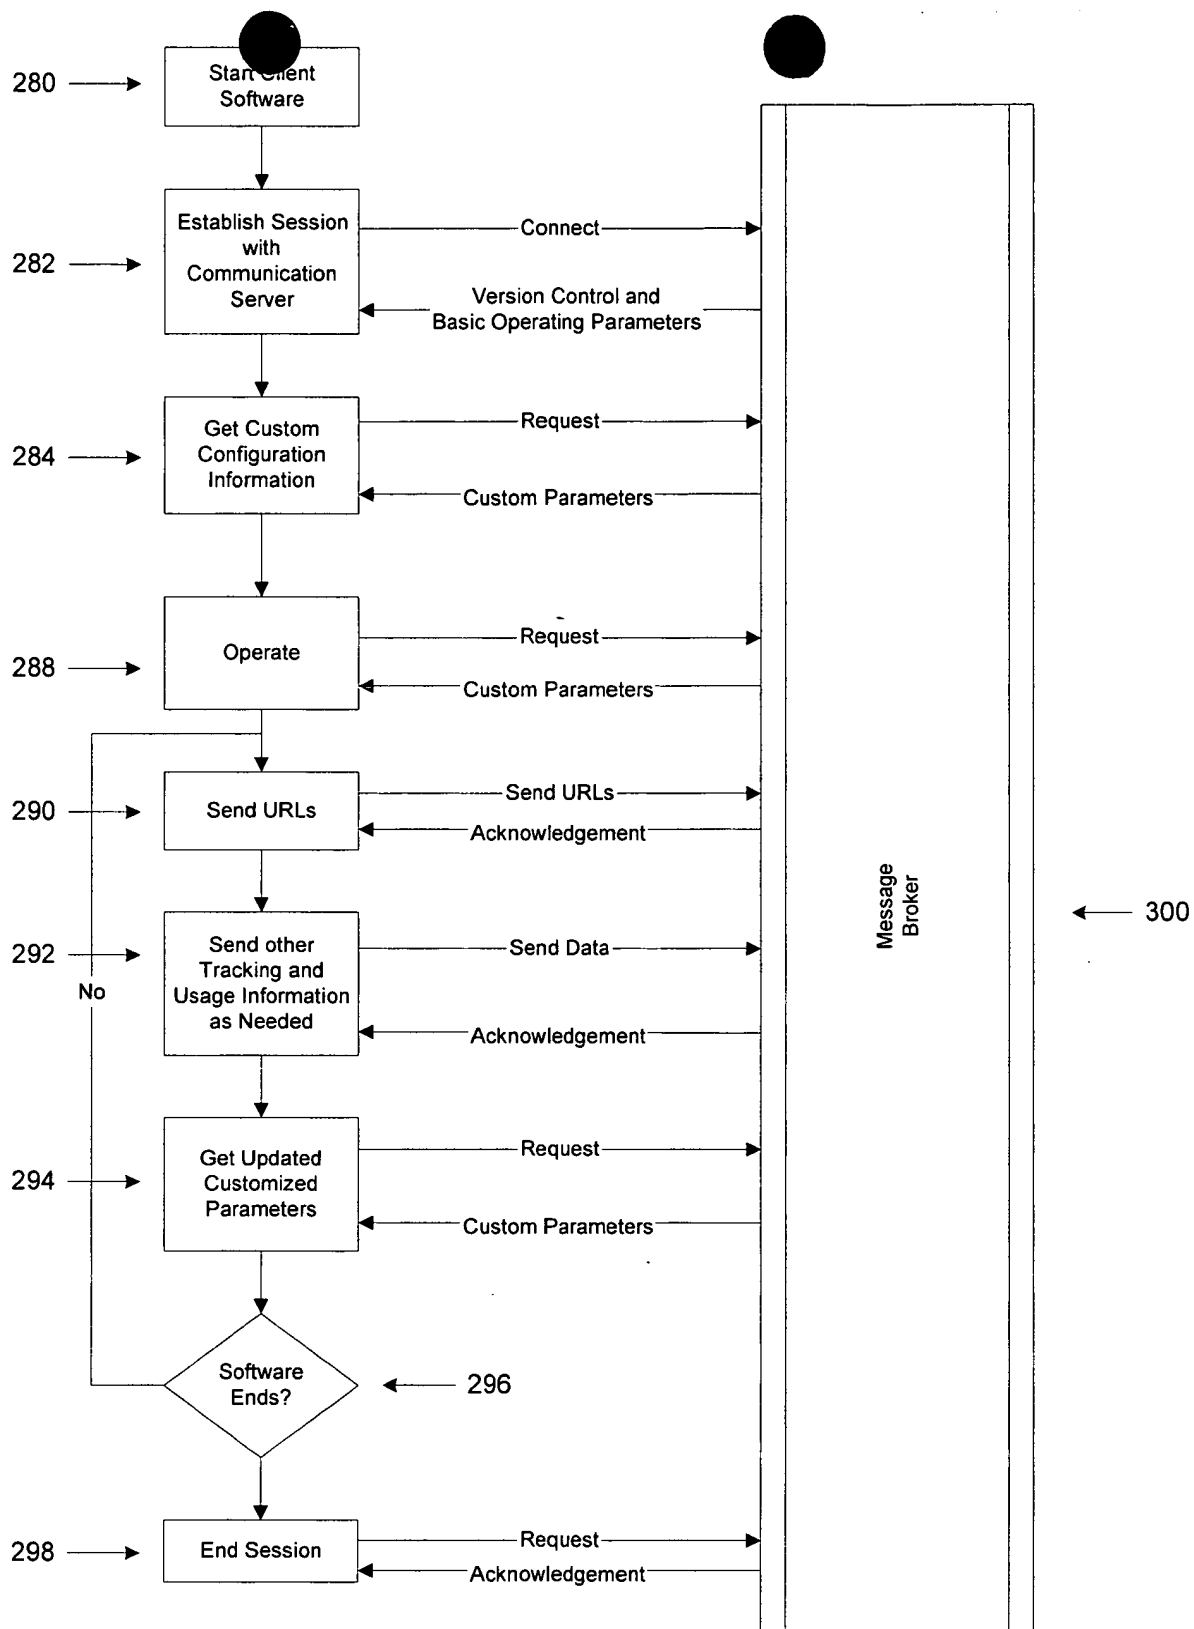 280
Start Client
Software
282
Establish Session
with
Communication
Server
Connect
Version Control and
Basic Operating Parameters
284
Get Custom
Configuration
Information
Request
Custom Parameters
288
Operate
Request
Custom Parameters
290
Send URLs
Send URLs
Acknowledgement
Message
Broker
300
292
No
Send other
Tracking and
Usage Information
as Needed
Send Data
Acknowledgement
294
Get Updated
Customized
Parameters
Request
Custom Parameters
Software
Ends?
296
298
End Session
Request
Acknowledgement